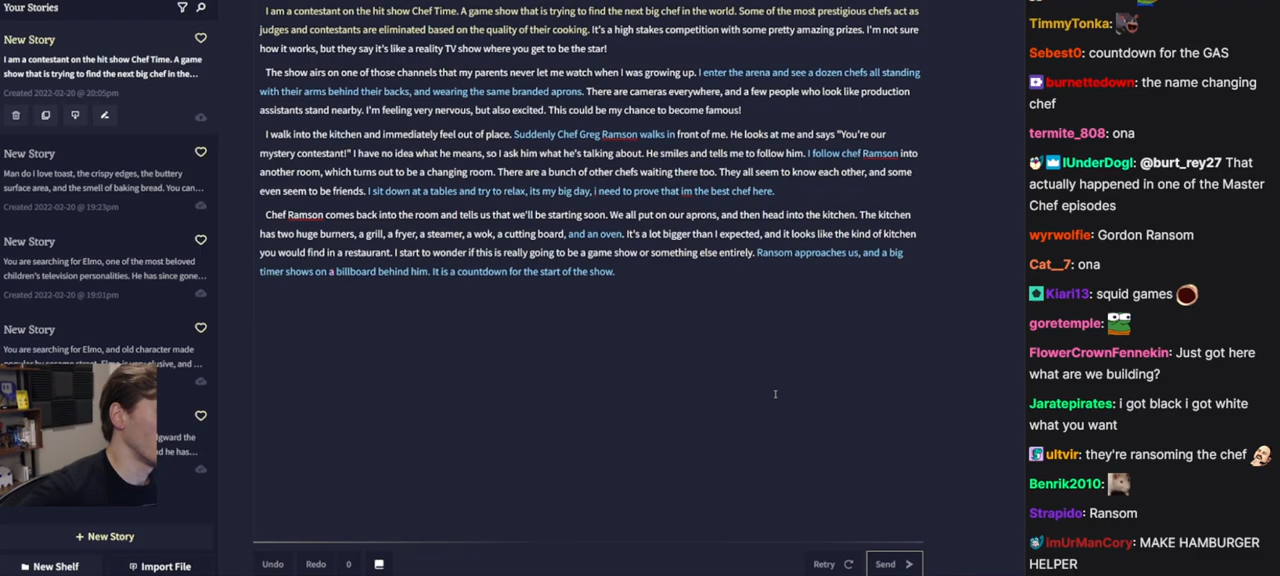 Your Stories
New Story
I am a contestant on the hit show Chef Time. A game
show that is trying to find the next big chef in the...
Created 2022-02-20 @ 20:05pm
New Story
Man do I love toast, the crispy edges, the buttery
surface area, and the smell of baking bread. You can...
Created 2022-02-20 @ 19:23pm
New Story
You are searching for Elmo, one of the most beloved
children's television personalities. He has since gone...
Created 2022-02-20 @ 19:01pm
New Story
You are searching for Elmo, and old character made
+ New Story
New Shelf
Import File
I am a contestant on the hit show Chef Time. A game show that is trying to find the next big chef in the world. Some of the most prestigious chefs act as
judges and contestants are eliminated based on the quality of their cooking. It's a high stakes competition with some pretty amazing prizes. I'm not sure
how it works, but they say it's like a reality TV show where you get to be the star!
The show airs on one of those channels that my parents never let me watch when I was growing up. I enter the arena and see a dozen chefs all standing
with their arms behind their backs, and wearing the same branded aprons. There are cameras everywhere, and a few people who look like production
assistants stand nearby. I'm feeling very nervous, but also excited. This could be my chance to become famous!
I walk into the kitchen and immediately feel out of place. Suddenly Chef Greg Ramson walks in front of me. He looks at me and says "You're our
mystery contestant!" I have no idea what he means, so I ask him what he's talking about. He smiles and tells me to follow him. I follow chef Ramson into
another room, which turns out to be a changing room. There are a bunch of other chefs waiting there too. They all seem to know each other, and some
even seem to be friends. I sit down at a tables and try to relax, its my big day, i need to prove that im the best chef here.
Chef Ramson comes back into the room and tells us that we'll be starting soon. We all put on our aprons, and then head into the kitchen. The kitchen
has two huge burners, a grill, a fryer, a steamer, a wok, a cutting board, and an oven. It's a lot bigger than I expected, and it looks like the kind of kitchen
you would find in a restaurant. I start to wonder if this is really going to be a game show or something else entirely. Ransom approaches us, and a big
timer shows on a billboard behind him. It is a countdown for the start of the show.
Undo Redo 0
Retry
Send
TimmyTonka:
Sebest0: countdown for the GAS
burnettedown: the name changing
chef
termite_808: ona
IUnderDogI: @burt_rey27 That
actually happened in one of the Master
Chef episodes
wyrwolfie: Gordon Ransom
Cat__7: ona
Kiari13: squid games
goretemple:
FlowerCrownFennekin: Just got here
what are we building?
Jaratepirates: i got black i got white
what you want
ultvir: they're ransoming the chef
Benrik2010:
Strapido: Ransom
ImUrManCory: MAKE HAMBURGER
HELPER